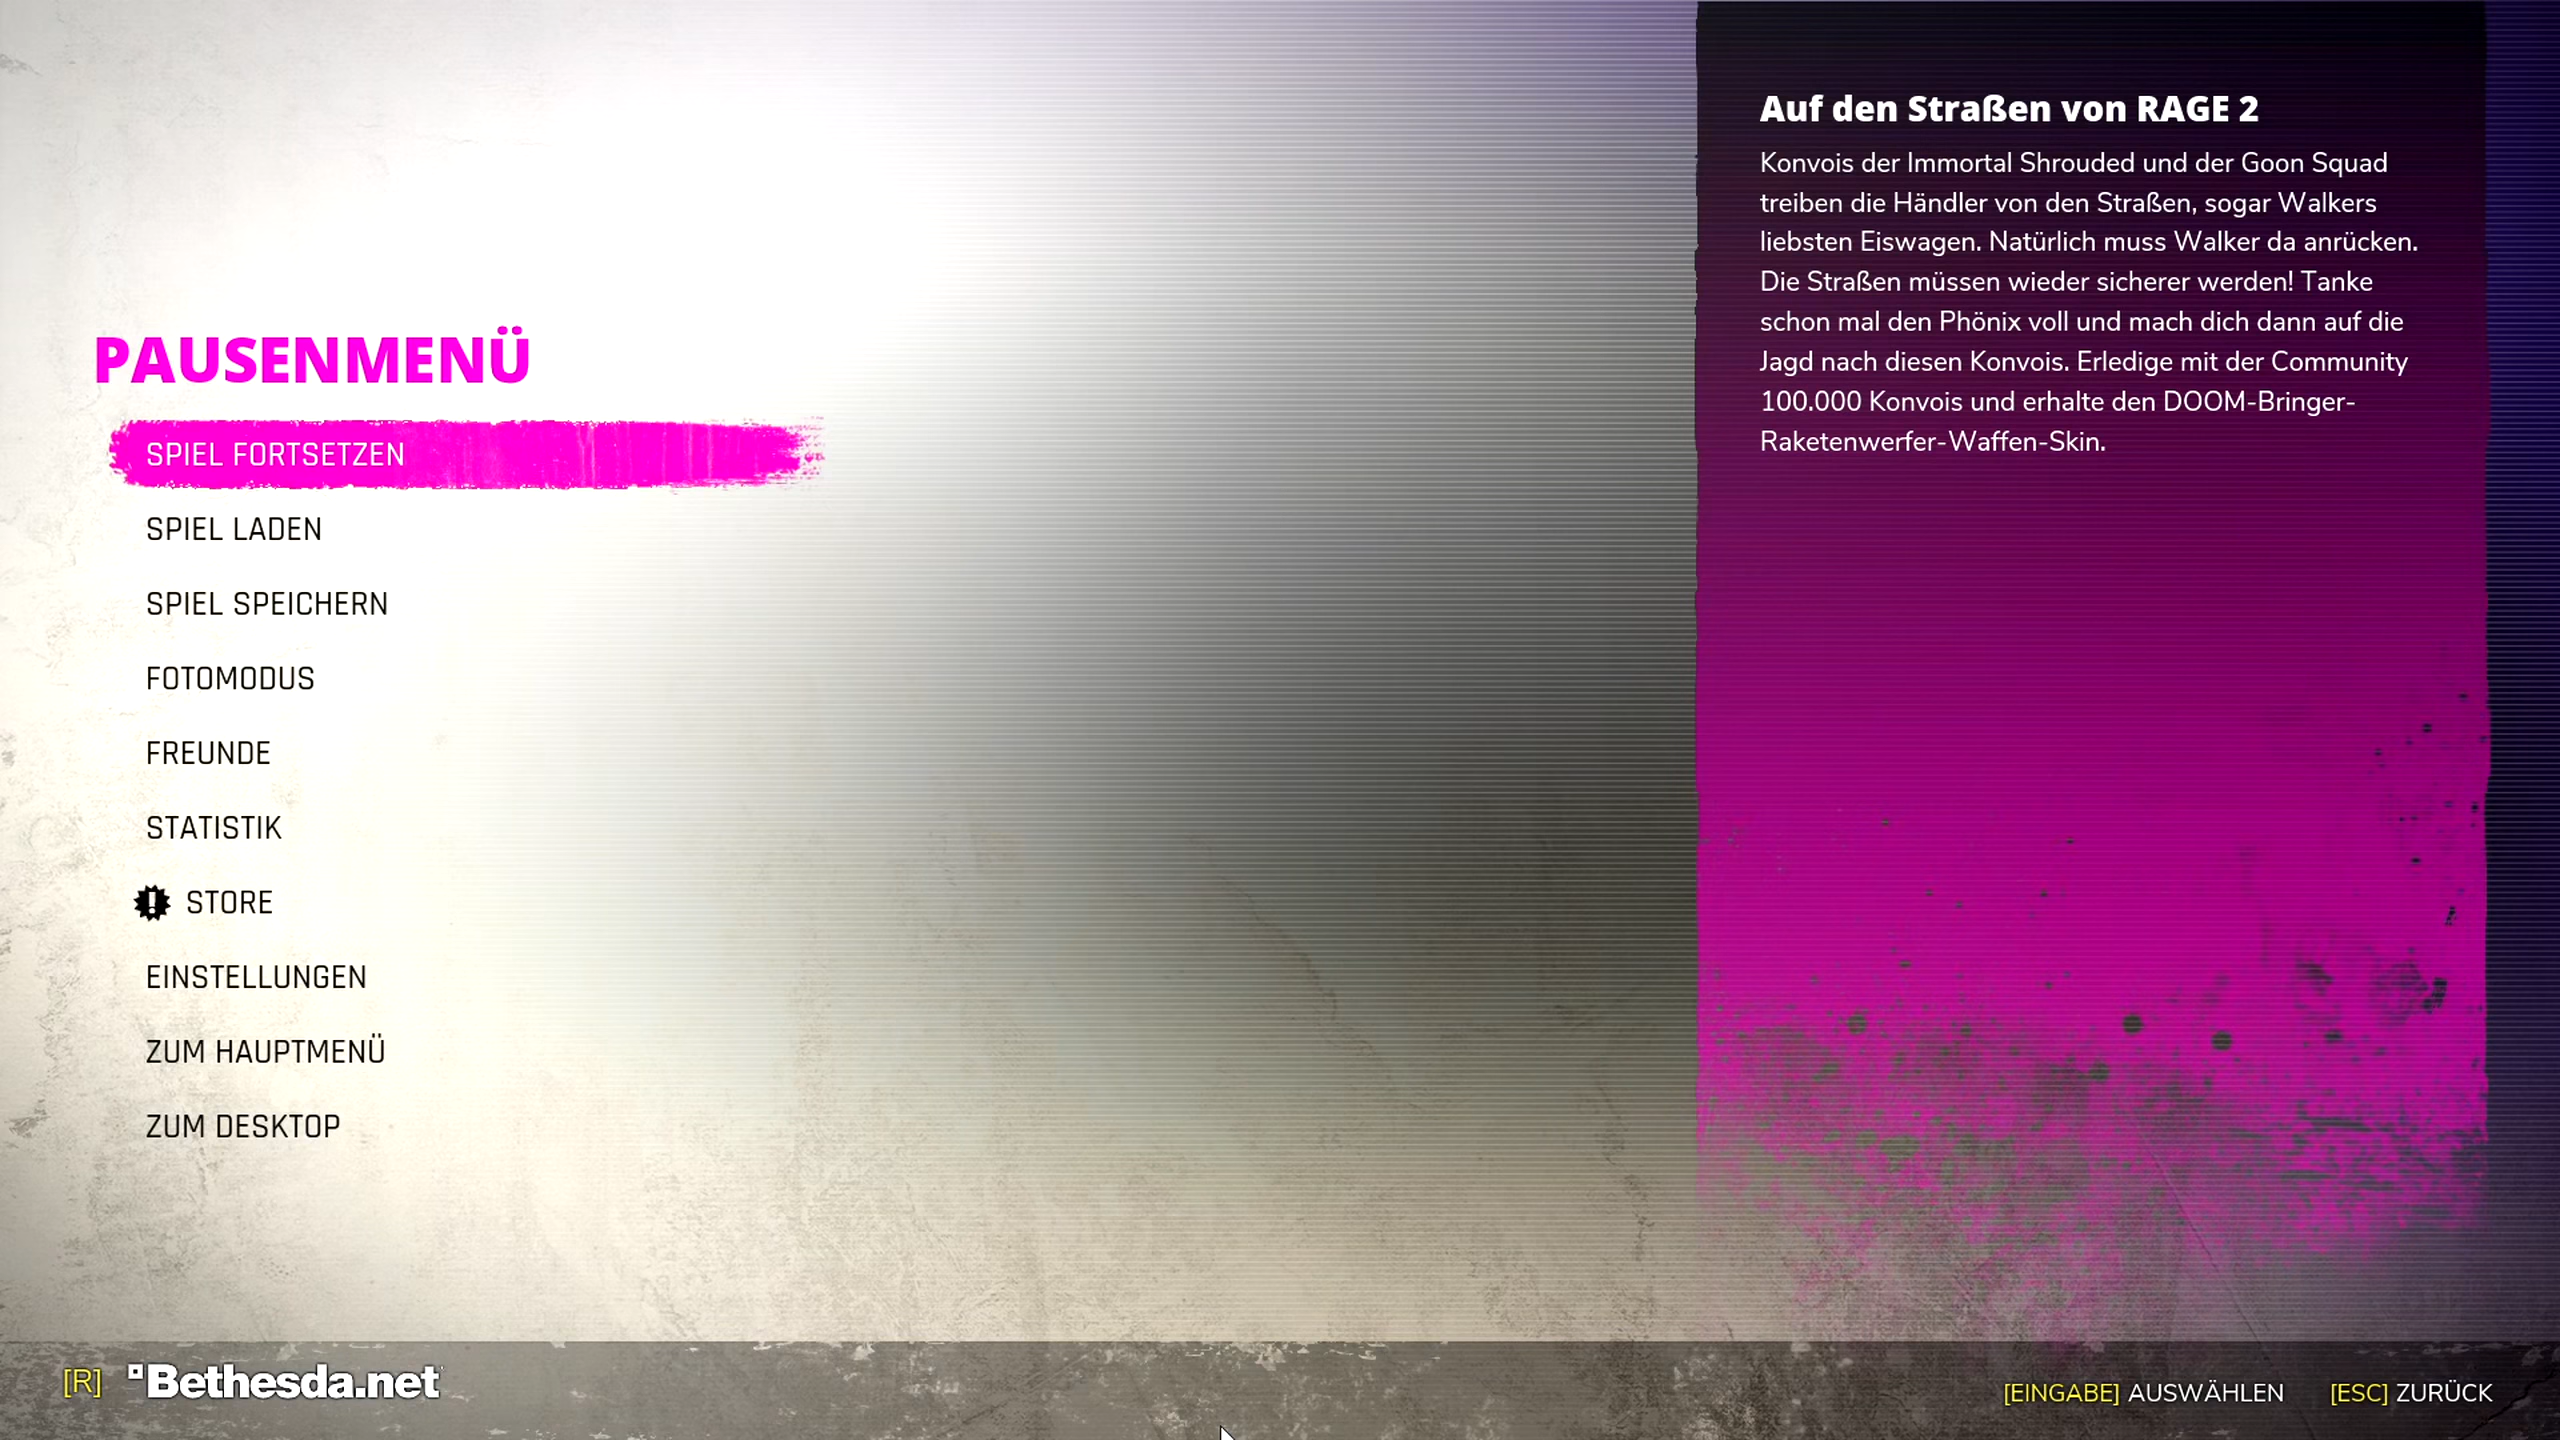 PAUSENMENÜ
SPIEL FORTSETZEN
SPIEL LADEN
SPIEL SPEICHERN
FOTOMODUS
FREUNDE
STATISTIK
STORE
EINSTELLUNGEN
ZUM HAUPTMENÜ
ZUM DESKTOP
Auf den Straßen von RAGE 2
Konvois der Immortal Shrouded und der Goon Squad
treiben die Händler von den Straßen, sogar Walkers
liebsten Eiswagen. Natürlich muss Walker da anrücken.
Die Straßen müssen wieder sicherer werden! Tanke
schon mal den Phönix voll und mach dich dann auf die
Jagd nach diesen Konvois. Erledige mit der Community
100.000 Konvois und erhalte den DOOM-Bringer-
Raketenwerfer-Waffen-Skin.
[R] Bethesda.net
[EINGABE] AUSWÄHLEN [ESC] ZURÜCK